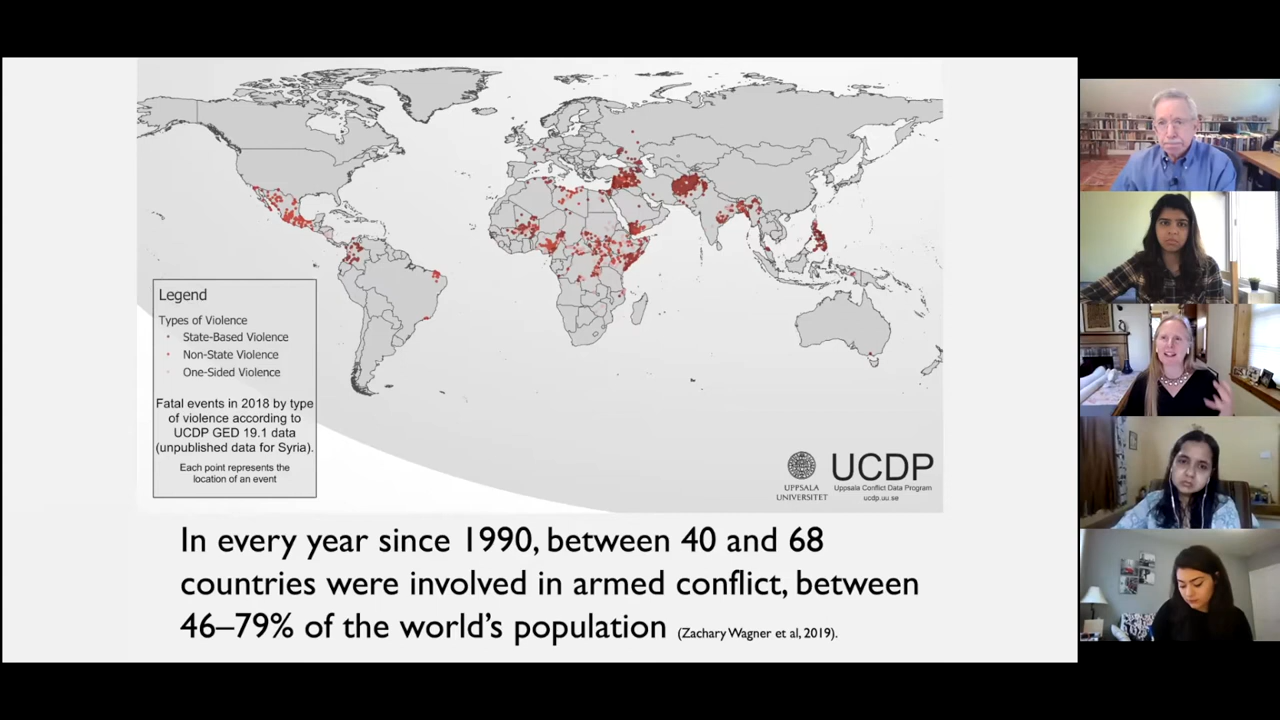 Legend
Types of Violence
State-Based Violence
Non-State Violence
One-Sided Violence
Fatal events in 2018 by type
of violence according to
UCDP GED 19.1 data
(unpublished data for Syria).
Each point represents the
location of an event
UPPSALA
UNIVERSITET
UCDP
Uppsala Conflict Data Program
ucdp.uu.se
In every year since 1990, between 40 and 68
countries were involved in armed conflict, between
46–79% of the world's population (Zachary Wagner et al, 2019).